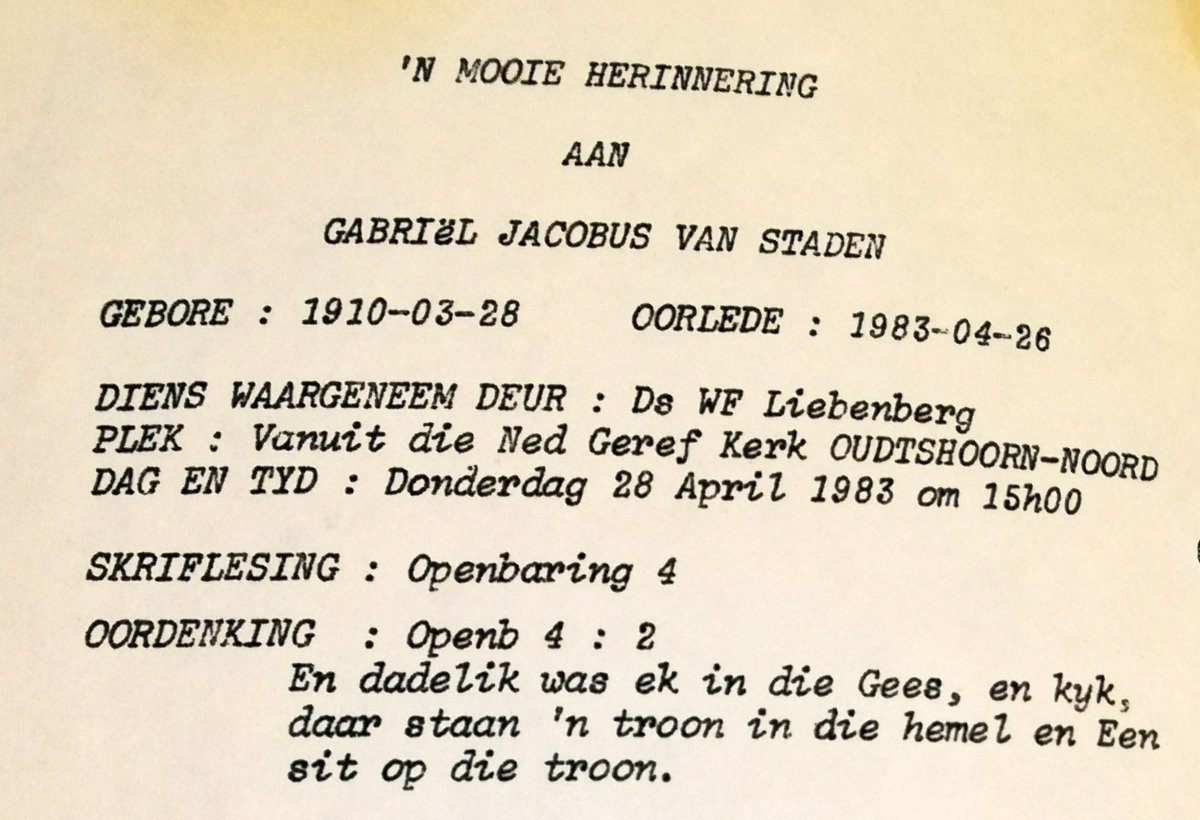 'N MOOIE HERINNERING
AAN
GABRIëL JACOBUS VAN STADEN
GEBORE : 1910-03-28 OORLEDE : 1983-04-26
DIENS WAARGENEEM DEUR : Ds WF Liebenberg
PLEK : Vanuit die Ned Geref Kerk OUDTSHOORN-NOORD
DAG EN TYD : Donderdag 28 April 1983 om 15h00
SKRIFLESING : Openbaring 4
OORDENKING : Openb 4 : 2
En dadelik was ek in die Gees, en kyk,
daar staan 'n troon in die hemel en Een
sit op die troon.